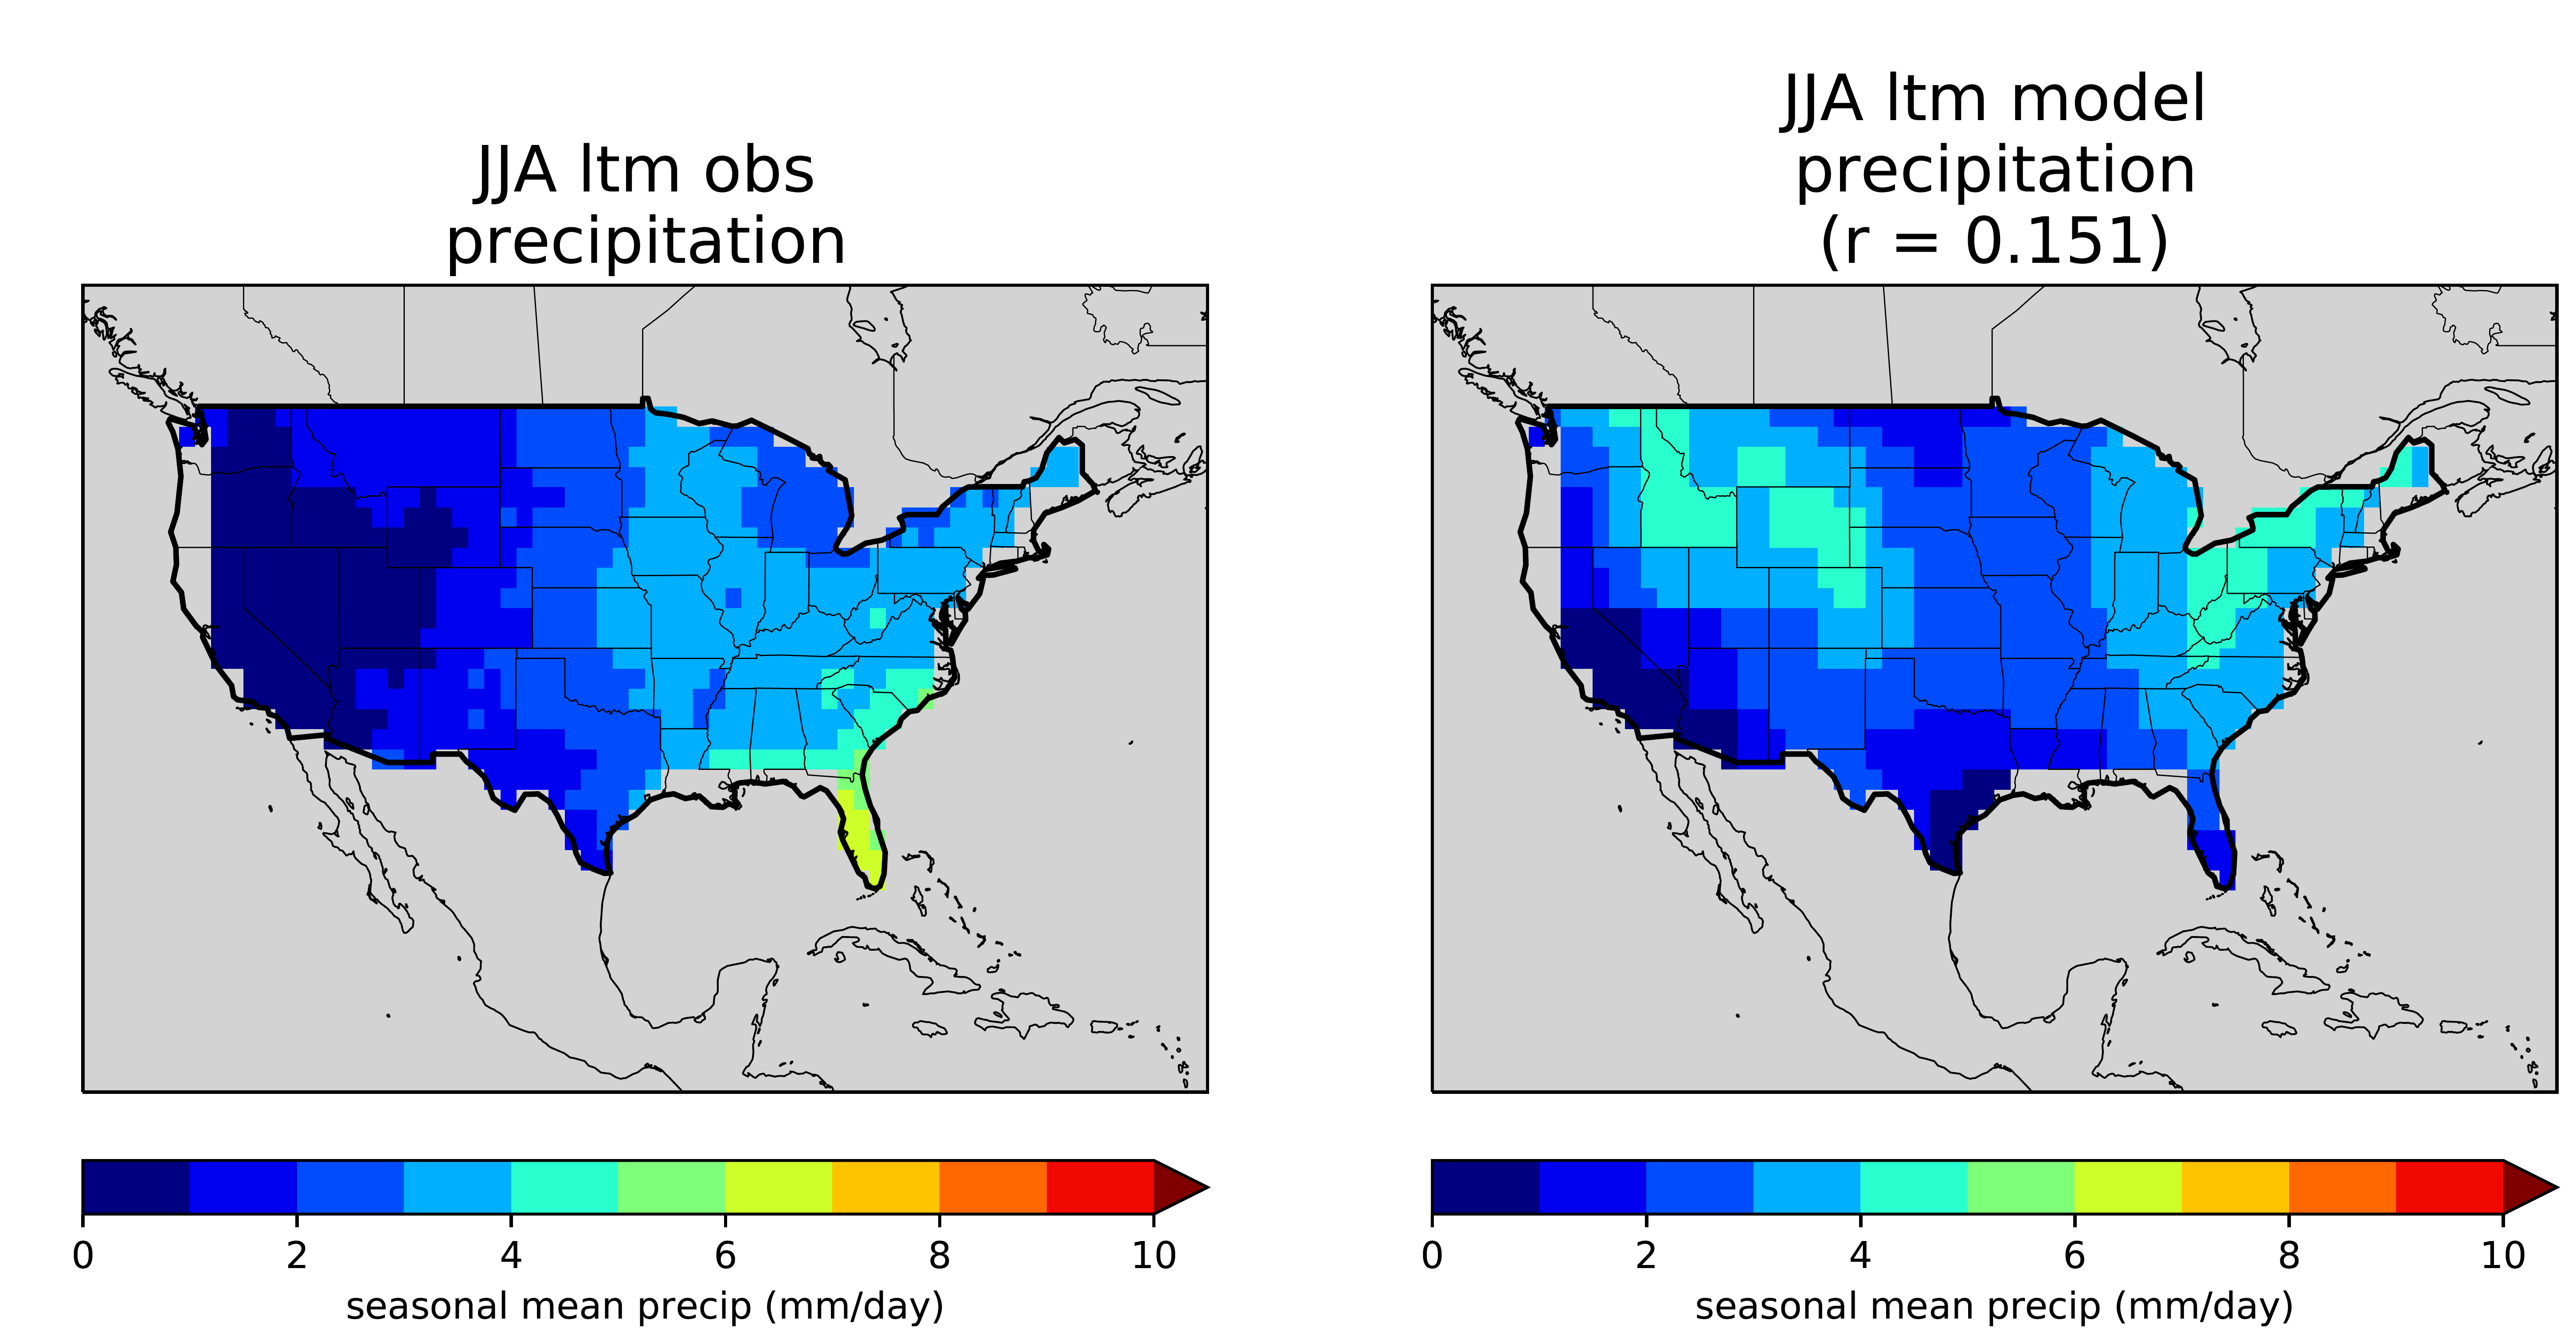 JJA ltm obs
precipitation
0 2 4 6 8 10
seasonal mean precip (mm/day)
JJA ltm model
precipitation
(r = 0.151)
0 2 4 6 8 10
seasonal mean precip (mm/day)